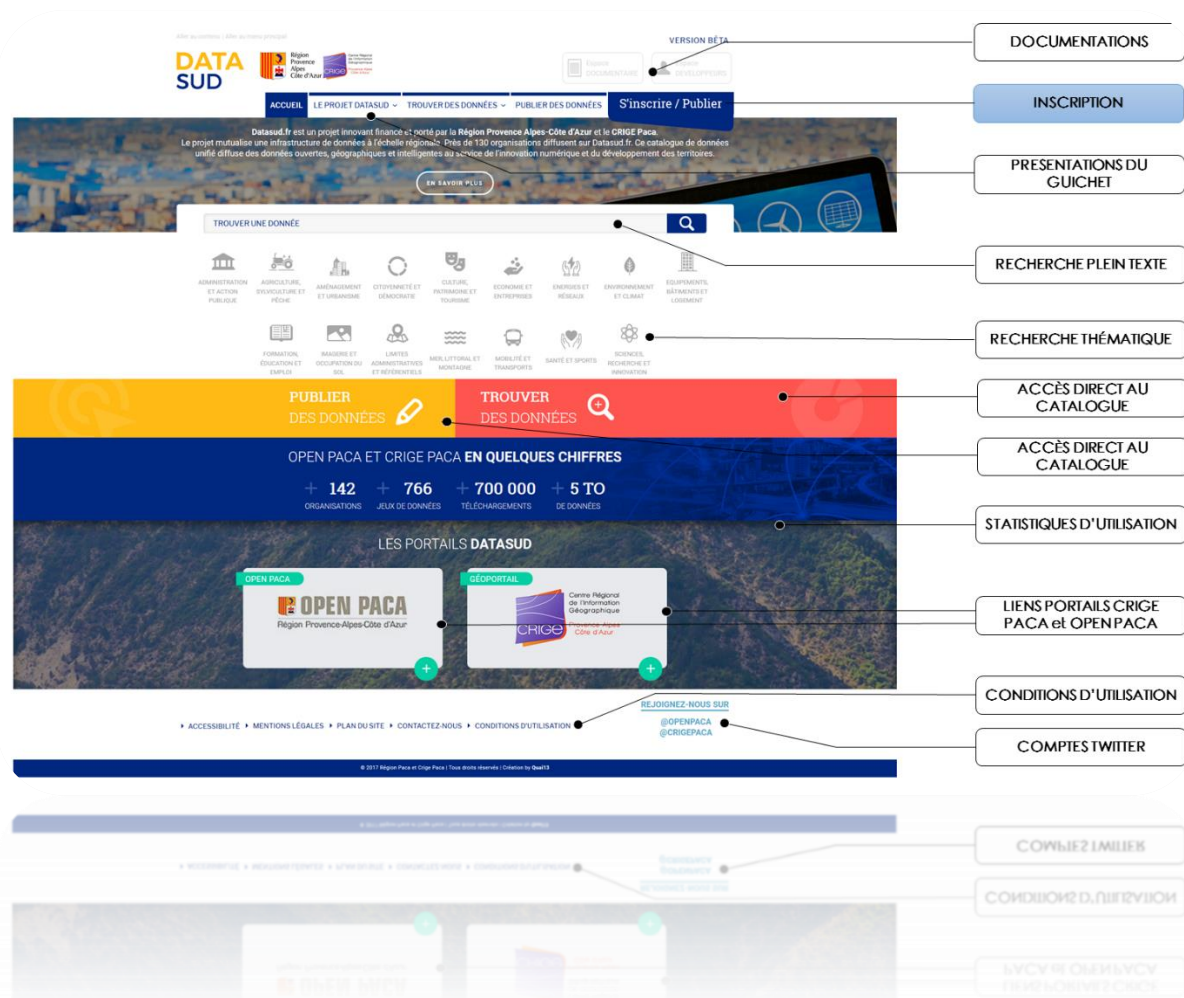 Aller au contenu | Aller au menu principal
VERSION BÊTA
DATA
SUD
Région
Provence
Alpes
Côte d'Azur
CRIGE
Centre Régional
de l'Information
Géographique
Provence Alpes
Côte d'Azur
Espace
DOCUMENTAIRE
Espace
DEVELOPPEURS
ACCUEIL
LE PROJET DATASUD
TROUVER DES DONNÉES
PUBLIER DES DONNÉES
S'inscrire / Publier
Datasud.fr est un projet innovant financé et porté par la Région Provence Alpes-Côte d'Azur et le CRIGE Paca.
Le projet mutualise une infrastructure de données à l'échelle régionale. Près de 130 organisations diffusent sur Datasud.fr. Ce catalogue de données
unifié diffuse des données ouvertes, géographiques et intelligentes au service de l'innovation numérique et du développement des territoires.
EN SAVOIR PLUS
TROUVER UNE DONNÉE
ADMINISTRATION
ET ACTION
PUBLIQUE
AGRICULTURE,
SYLVICULTURE ET
PÊCHE
AMÉNAGEMENT
ET URBANISME
CITOYENNETÉ ET
DÉMOCRATIE
CULTURE,
PATRIMOINE ET
TOURISME
ECONOMIE ET
ENTREPRISES
ENERGIES ET
RÉSEAUX
ENVIRONNEMENT
ET CLIMAT
EQUIPEMENTS,
BÂTIMENTS ET
LOGEMENT
FORMATION,
ÉDUCATION ET
EMPLOI
IMAGERIE ET
OCCUPATION DU
SOL
LIMITES
ADMINISTRATIVES
ET RÉFÉRENTIELS
MER, LITTORAL ET
MONTAGNE
MOBILITÉ ET
TRANSPORTS
SANTÉ ET SPORTS
SCIENCES,
RECHERCHE ET
INNOVATION
PUBLIER
DES DONNÉES
TROUVER
DES DONNÉES
OPEN PACA ET CRIGE PACA EN QUELQUES CHIFFRES
+ 142
ORGANISATIONS
+ 766
JEUX DE DONNÉES
+ 700 000
TÉLÉCHARGEMENTS
+ 5 TO
DE DONNÉES
LES PORTAILS DATASUD
OPEN PACA
OPEN PACA
Région Provence-Alpes-Côte d'Azur
GÉOPORTAIL
CRIGE
Centre Régional
de l'Information
Géographique
Provence Alpes
Côte d'Azur
ACCESSIBILITÉ
MENTIONS LÉGALES
PLAN DU SITE
CONTACTEZ-NOUS
CONDITIONS D'UTILISATION
REJOIGNEZ-NOUS SUR
@OPENPACA
@CRIGEPACA
© 2017 Région Paca et Crige Paca | Tous droits réservés | Création by Quai13
DOCUMENTATIONS
INSCRIPTION
PRESENTATIONS DU
GUICHET
RECHERCHE PLEIN TEXTE
RECHERCHE THÉMATIQUE
ACCÈS DIRECT AU
CATALOGUE
ACCÈS DIRECT AU
CATALOGUE
STATISTIQUES D'UTILISATION
LIENS PORTAILS CRIGE
PACA et OPEN PACA
CONDITIONS D'UTILISATION
COMPTES TWITTER